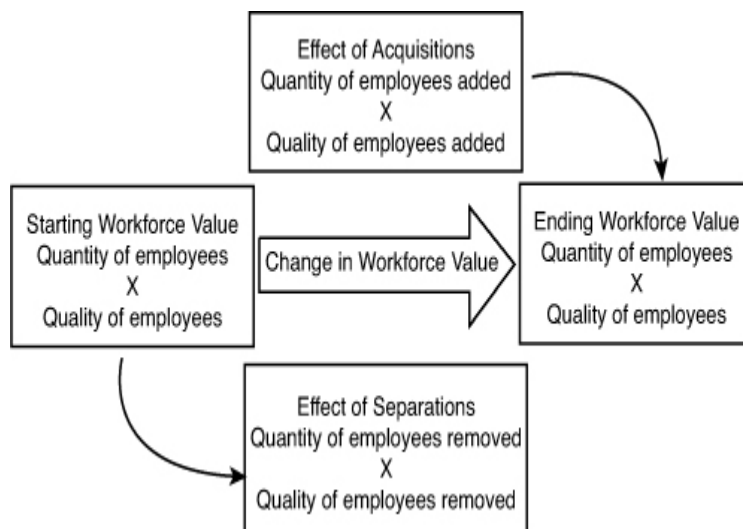 Effect of Acquisitions
Quantity of employees added
X
Quality of employees added
Starting Workforce Value
Quantity of employees
X
Quality of employees
Change in Workforce Value
Ending Workforce Value
Quantity of employees
X
Quality of employees
Effect of Separations
Quantity of employees removed
X
Quality of employees removed